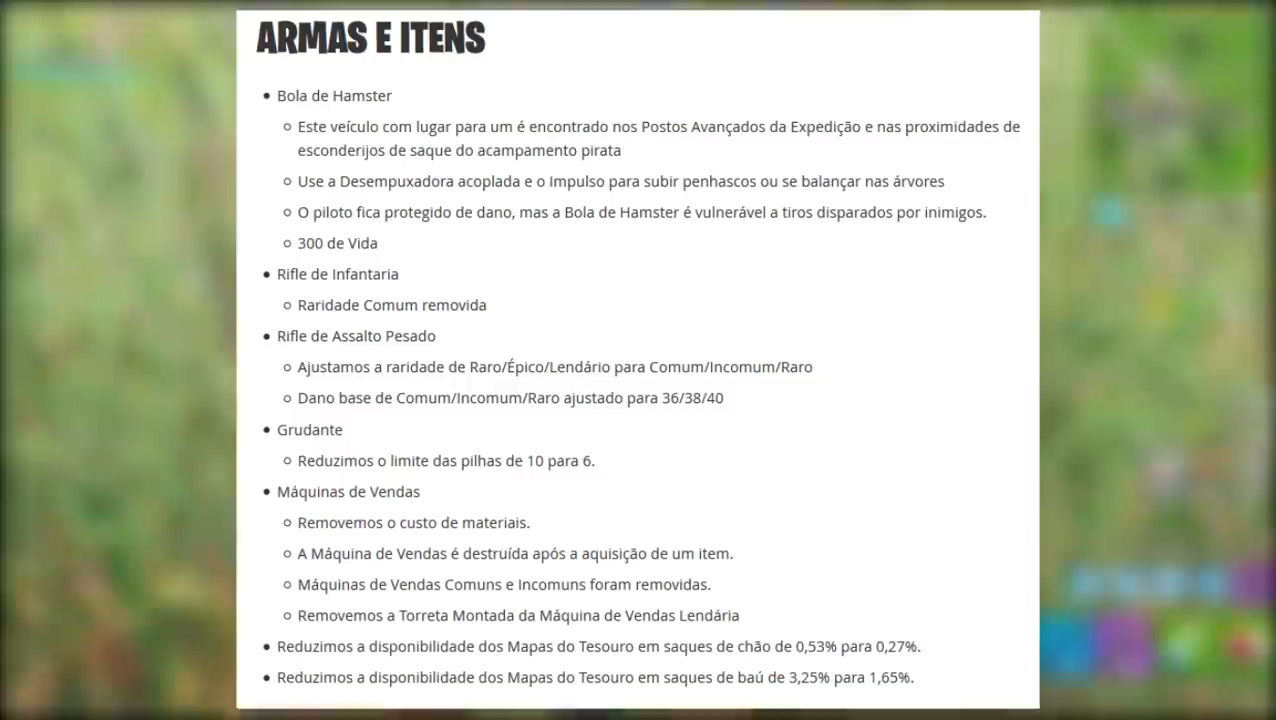 ARMAS E ITENS
• Bola de Hamster
○ Este veículo com lugar para um é encontrado nos Postos Avançados da Expedição e nas proximidades de
esconderijos de saque do acampamento pirata
○ Use a Desempuxadora acoplada e o Impulso para subir penhascos ou se balançar nas árvores
○ O piloto fica protegido de dano, mas a Bola de Hamster é vulnerável a tiros disparados por inimigos.
○ 300 de Vida
• Rifle de Infantaria
○ Raridade Comum removida
• Rifle de Assalto Pesado
○ Ajustamos a raridade de Raro/Épico/Lendário para Comum/Incomum/Raro
○ Dano base de Comum/Incomum/Raro ajustado para 36/38/40
• Grudante
○ Reduzimos o limite das pilhas de 10 para 6.
• Máquinas de Vendas
○ Removemos o custo de materiais.
○ A Máquina de Vendas é destruída após a aquisição de um item.
○ Máquinas de Vendas Comuns e Incomuns foram removidas.
○ Removemos a Torreta Montada da Máquina de Vendas Lendária
• Reduzimos a disponibilidade dos Mapas do Tesouro em saques de chão de 0,53% para 0,27%.
• Reduzimos a disponibilidade dos Mapas do Tesouro em saques de baú de 3,25% para 1,65%.